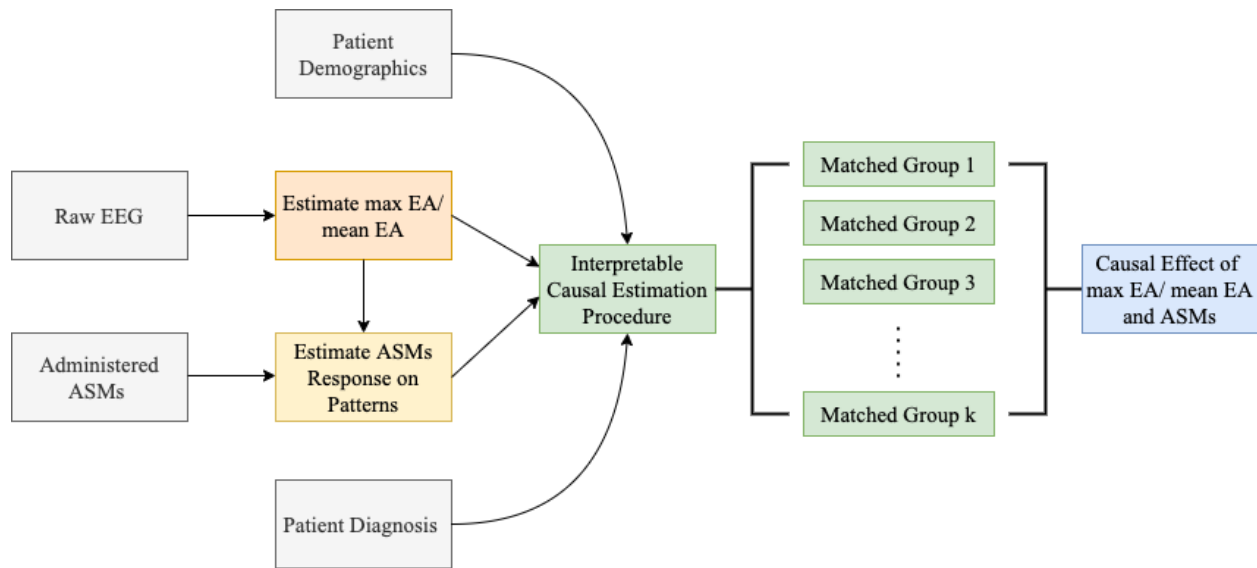 Patient
Demographics
Raw EEG
Estimate max EA/
mean EA
Administered
ASMs
Estimate ASMs
Response on
Patterns
Patient Diagnosis
Interpretable
Causal Estimation
Procedure
Matched Group 1
Matched Group 2
Matched Group 3
Matched Group k
Causal Effect of
max EA/ mean EA
and ASMs